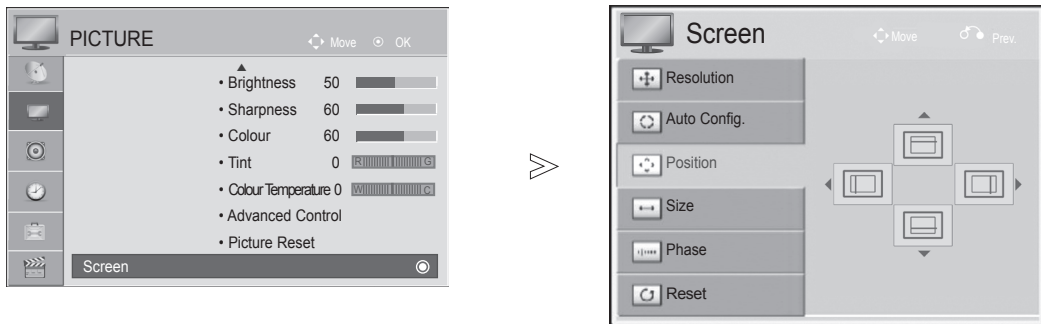 PICTURE
Move OK
• Brightness 50
• Sharpness 60
• Colour 60
• Tint 0 R G
• Colour Temperature 0 W C
• Advanced Control
• Picture Reset
Screen
Screen
Move Prev.
Resolution
Auto Config.
Position
Size
Phase
Reset